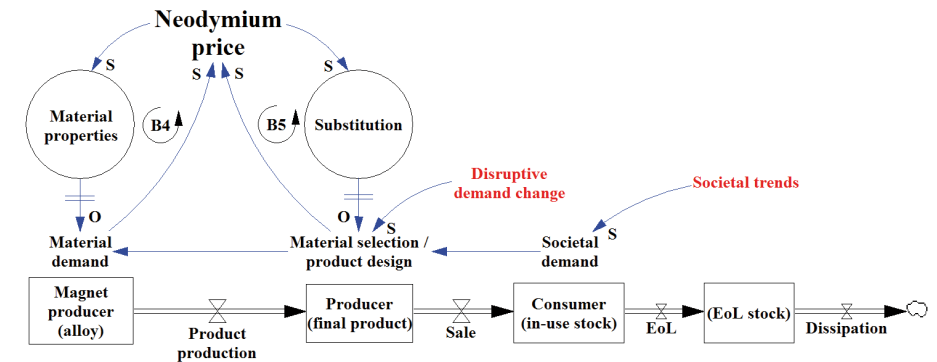 Neodymium
price
S
S
S
S
Material
properties
B4
B5
Substitution
Disruptive
demand change
Societal trends
O
O
S
S
Material
demand
Material selection /
product design
Societal
demand
Magnet
producer
(alloy)
Product
production
Producer
(final product)
Sale
Consumer
(in-use stock)
EoL
(EoL stock)
Dissipation